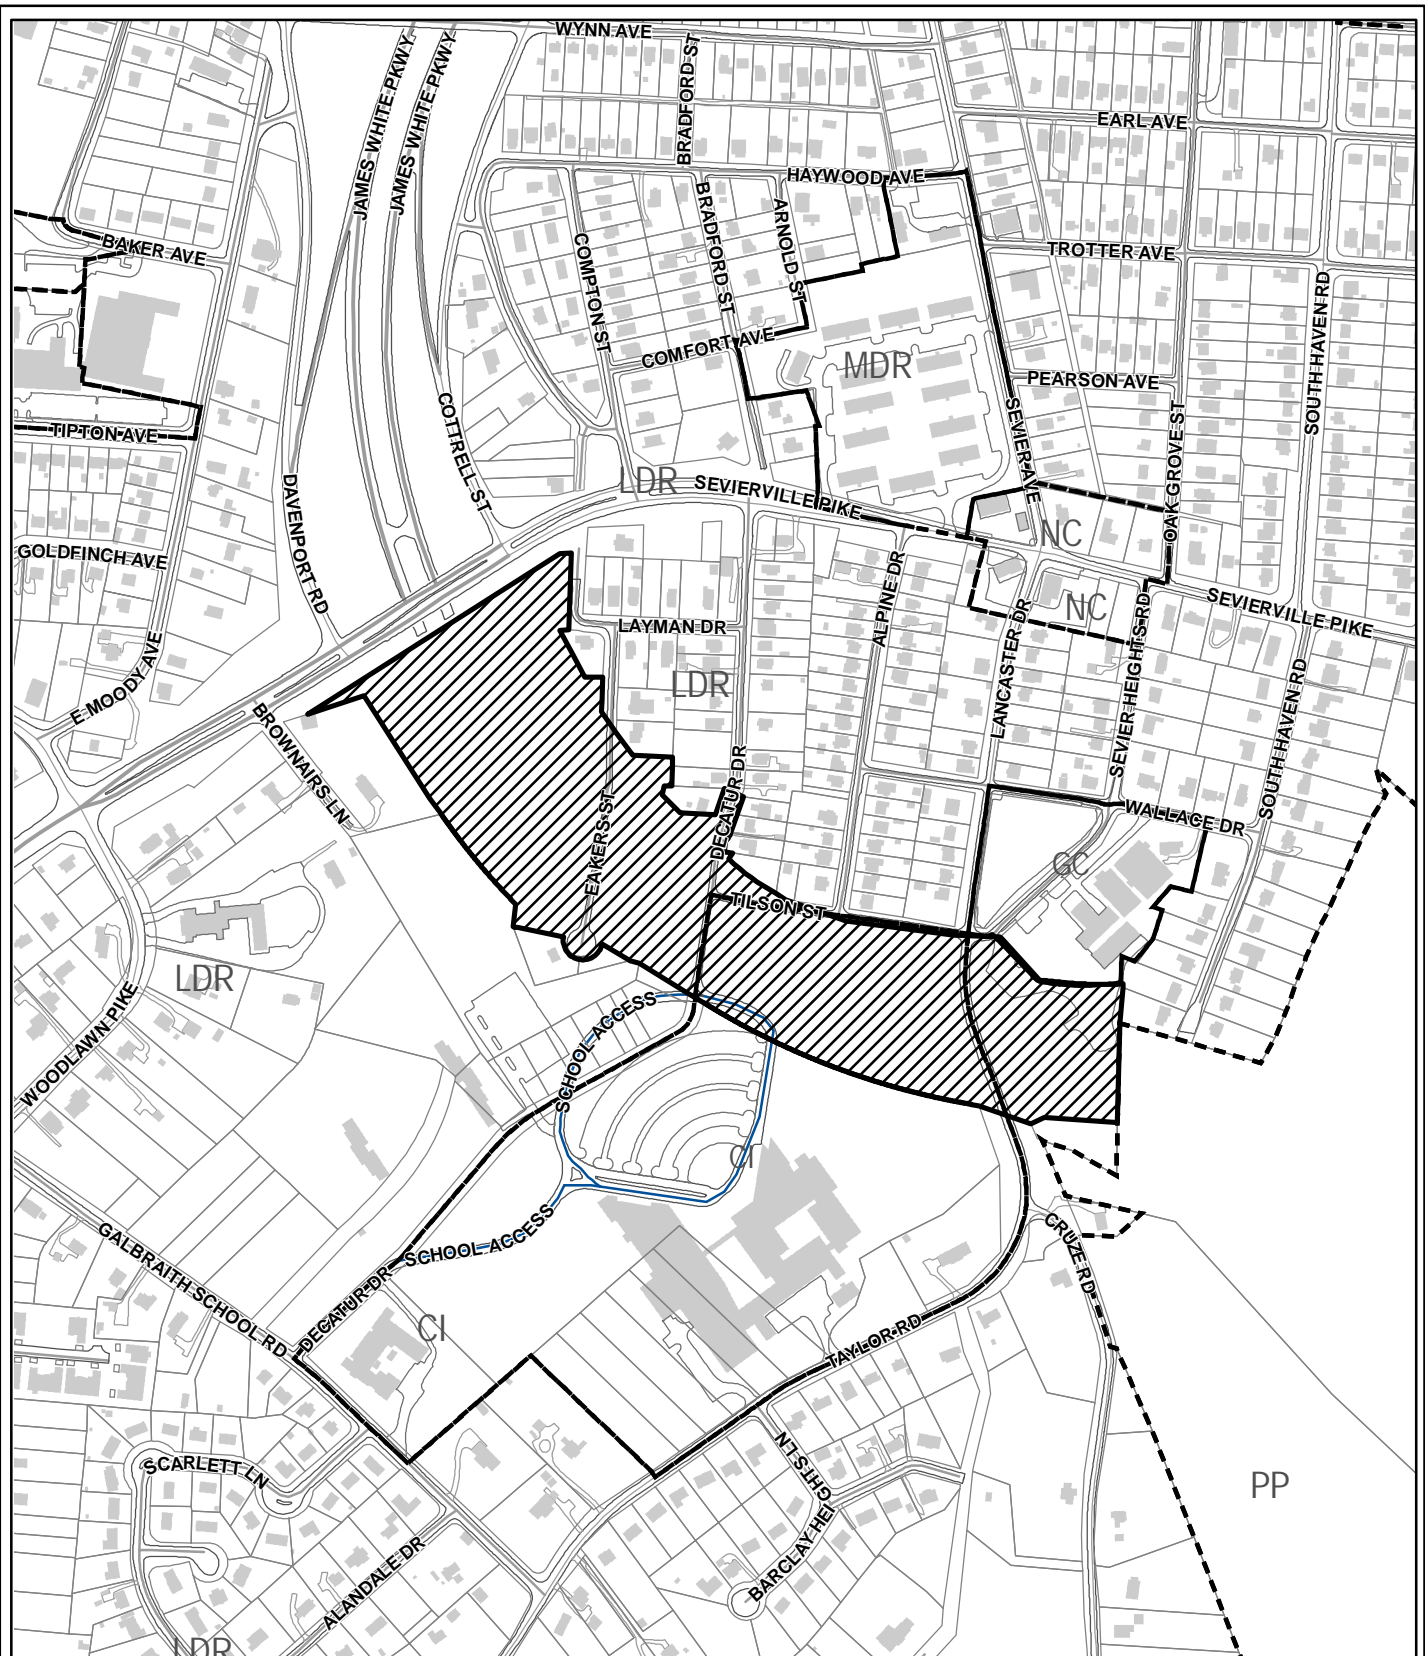 WYNN AVE
JAMES WHITE PKWY
JAMES WHITE PKWY
BRADFORD ST
EARL AVE
HAYWOOD AVE
BRADFORD ST
ARNOLD ST
BAKER AVE
COMPTON ST
TROTTER AVE
SOUTH HAVEN RD
COMFORT AVE
MDR
PEARSON AVE
COTTRELL ST
SEVIER AVE
OAK GROVE ST
TIPTON AVE
LDR
SEVIERVILLE PIKE
DAVENPORT RD
NC
GOLDFINCH AVE
ALPINE DR
NC
SEVIERVILLE PIKE
LAYMAN DR
LANCASTER DR
SEVIER HEIGHTS RD
E MOODY AVE
LDR
SOUTH HAVEN RD
BROWNAIRS LN
DECATUR DR
EAKERS ST
WALLACE DR
GC
TILSON ST
LDR
WOODLAWN PIKE
SCHOOL ACCESS
CI
GALBRAITH SCHOOL RD
SCHOOL ACCESS
CRUZE RD
DECATUR DR
CI
TAYLOR RD
SCARLETT LN
BARCLAY HEIGHTS LN
PP
ALANDALE DR
LDR